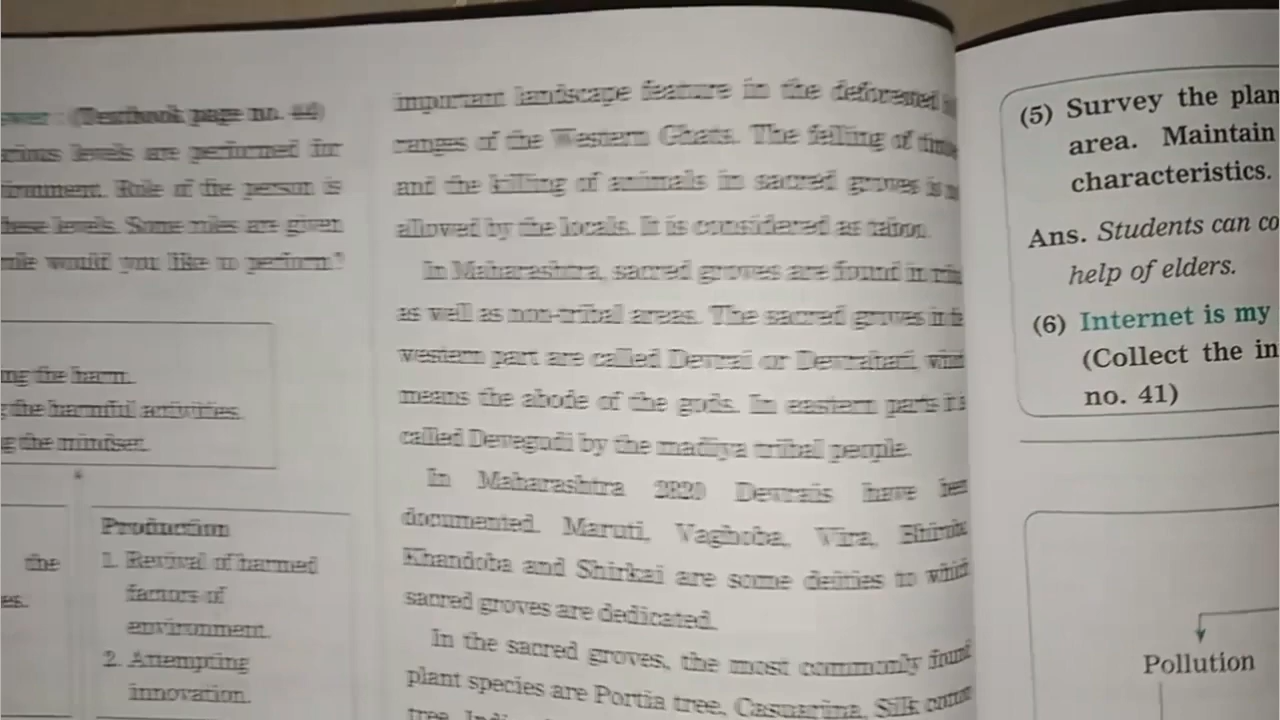 (Textbook page no. 44)
levels are performed for
Role of the person is
these levels. Some roles are given
would you like to perform?
the harm.
the harmful activities.
the mindset.
the
Production
1. Revival of harmed
factors of
environment.
2. Attempting
innovation.
important landscape feature in the deforested
ranges of the Western Ghats. The felling of
and the killing of animals in sacred groves is
allowed by the locals. It is considered as taboo.
In Maharashtra, sacred groves are found in
as well as non-tribal areas. The sacred groves in
western part are called Devrai or Devrahati,
means the abode of the gods. In eastern parts
called Devegudi by the madiya tribal people.
In Maharashtra 2820 Devrais have
documented. Maruti, Vaghoba, Vira,
Khandoba and Shirkai are some deities to which
sacred groves are dedicated.
In the sacred groves, the most commonly found
plant species are Portia tree, Casuarina, Silk
tree,
(5) Survey the plan
area. Maintain
characteristics.
Ans. Students can co
help of elders.
(6) Internet is my
(Collect the in
no. 41)
Pollution